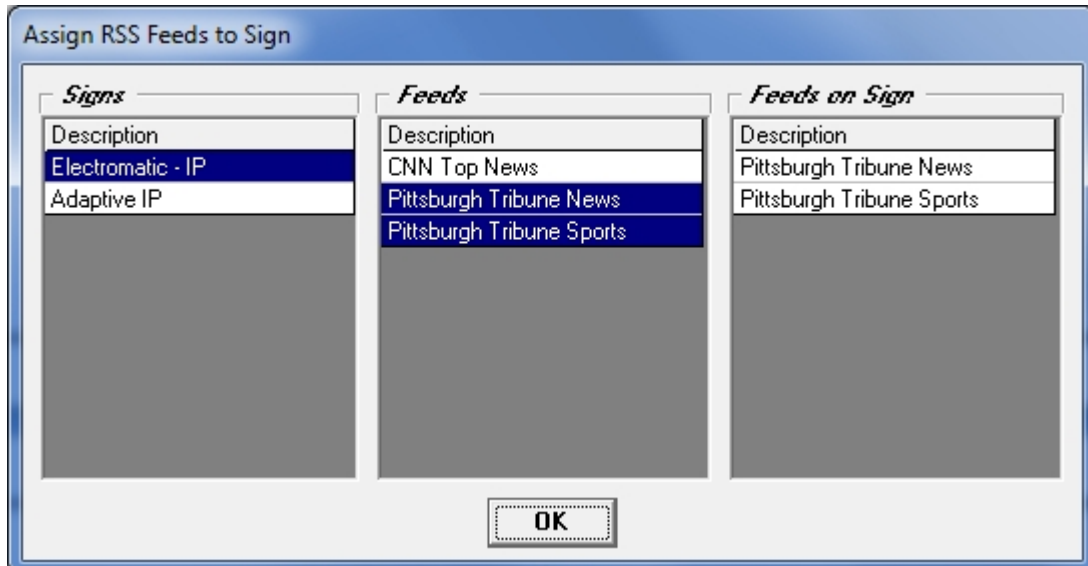 Assign RSS Feeds to Sign
Signs
Description
Electromatic - IP
Adaptive IP
Feeds
Description
CNN Top News
Pittsburgh Tribune News
Pittsburgh Tribune Sports
Feeds on Sign
Description
Pittsburgh Tribune News
Pittsburgh Tribune Sports
OK